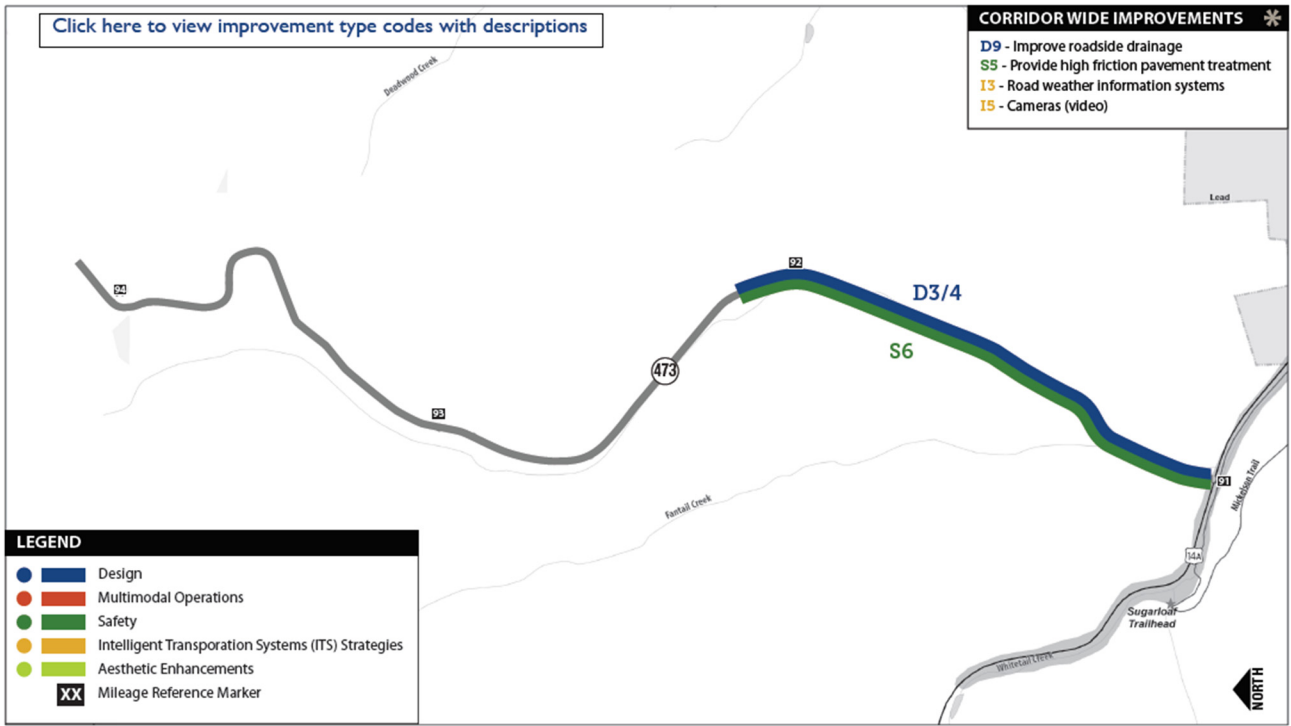 Click here to view improvement type codes with descriptions
CORRIDOR WIDE IMPROVEMENTS
D9 - Improve roadside drainage
S5 - Provide high friction pavement treatment
I3 - Road weather information systems
I5 - Cameras (video)
Deadwood Creek
Lead
92
D3/4
94
S6
473
93
91
Mickelson Trail
Fantail Creek
14A
Sugarloaf
Trailhead
Whitetail Creek
NORTH
LEGEND
Design
Multimodal Operations
Safety
Intelligent Transporation Systems (ITS) Strategies
Aesthetic Enhancements
XX Mileage Reference Marker